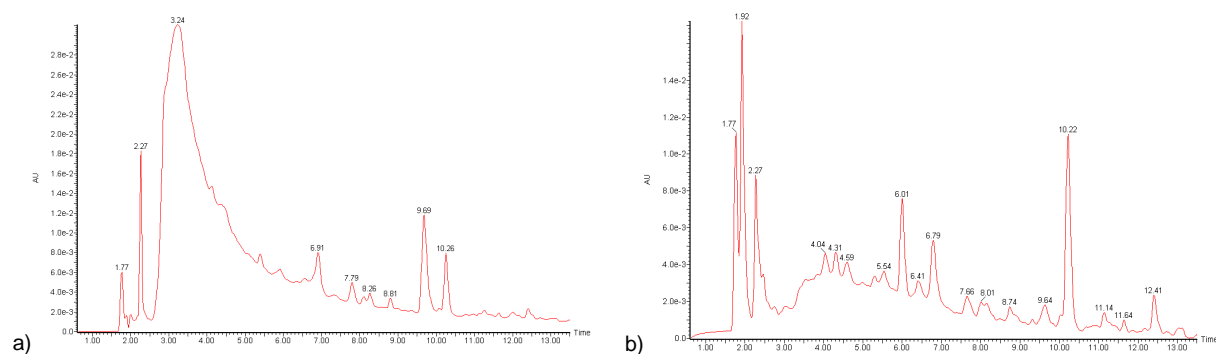 3.24
2.8e-2
2.6e-2
2.4e-2
2.2e-2
2.0e-2
1.8e-2
1.6e-2
1.4e-2
1.2e-2
1.0e-2
8.0e-3
6.0e-3
4.0e-3
2.0e-3
0.0
AU
1.77
2.27
6.91
7.79
8.26
8.81
9.69
10.26
1.00 2.00 3.00 4.00 5.00 6.00 7.00 8.00 9.00 10.00 11.00 12.00 13.00
Time
a)
1.92
1.4e-2
1.2e-2
1.0e-2
8.0e-3
6.0e-3
4.0e-3
2.0e-3
0.0
AU
1.77
2.27
4.04
4.31
4.59
5.54
6.01
6.41
6.79
7.66
8.01
8.74
9.64
10.22
11.14
11.64
12.41
1.00 2.00 3.00 4.00 5.00 6.00 7.00 8.00 9.00 10.00 11.00 12.00 13.00
Time
b)